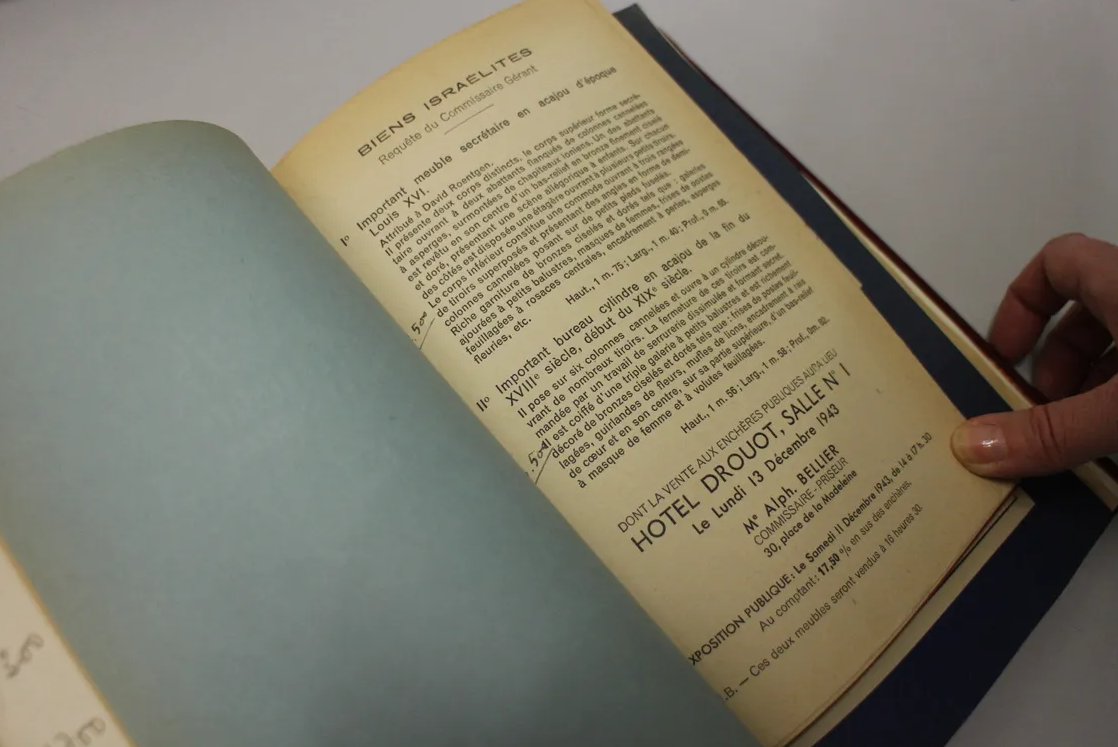 BIENS ISRAÉLITES
Requête du Commissaire Gérant
I° Important meuble secrétaire en acajou d'époque
Louis XVI.
Attribué à David Roentgen.
Il présente deux corps distincts, le corps supérieur forme secré-
taire ouvrant à deux abattants flanqués de colonnes cannelées
à asperges, surmontées de chapiteaux ioniens. Un des abattants
est revêtu en son centre d'un bas-relief en bronze finement ciselé
et doré, présentant une scène allégorique à enfants. Sur chacun
des côtés est disposée une étagère ouvrant à plusieurs petits tiroirs.
Le corps inférieur constitue une commode ouvrant à trois rangées
de tiroirs superposés et présentant des angles en forme de demi-
colonnes cannelées posant sur de petits pieds fuselés.
Riche garniture de bronzes ciselés et dorés tels que : galeries
ajourées à petits balustres, masques de femmes, frises de postes
feuillagées à rosaces centrales, encadrement à perles, asperges
fleuries, etc.
Haut., 1 m. 75; Larg., 1 m. 40; Prof., 0 m. 66.
II° Important bureau cylindre en acajou de la fin du
XVIIIe siècle, début du XIXe siècle.
Il pose sur six colonnes cannelées et ouvre à un cylindre décou-
vrant de nombreux tiroirs. La fermeture de ces tiroirs est com-
mandée par un travail de serrurerie dissimulée et formant secret.
Il est coiffé d'une triple galerie à petits balustres et est richement
décoré de bronzes ciselés et dorés tels que : frises de postes feuil-
lagées, guirlandes de fleurs, mufles de lions, encadrement à rais
de cœur et en son centre, sur sa partie supérieure, d'un bas-relief
à masque de femme et à volutes feuillagées.
Haut., 1 m. 56; Larg., 1 m. 58; Prof., 0m. 82.
DONT LA VENTE AUX ENCHÈRES PUBLIQUES AURA LIEU
HOTEL DROUOT, SALLE N° 1
Le Lundi 13 Décembre 1943
Me Alph. BELLIER
COMMISSAIRE-PRISEUR
30, place de la Madeleine
XPOSITION PUBLIQUE : Le Samedi 11 Décembre 1943, de 14 à 17 h. 30
Au comptant : 17,50 % en sus des enchères.
.B. — Ces deux meubles seront vendus à 16 heures 30.